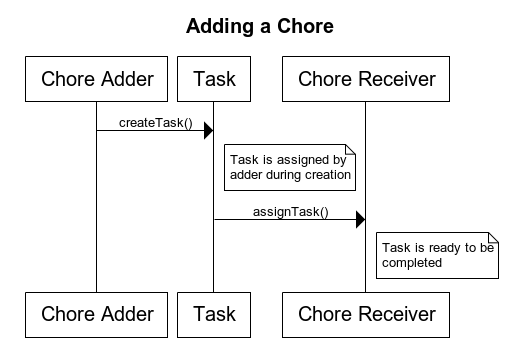 Adding a Chore
Chore Adder
Task
Chore Receiver
createTask()
Task is assigned by
adder during creation
assignTask()
Task is ready to be
completed
Chore Adder
Task
Chore Receiver